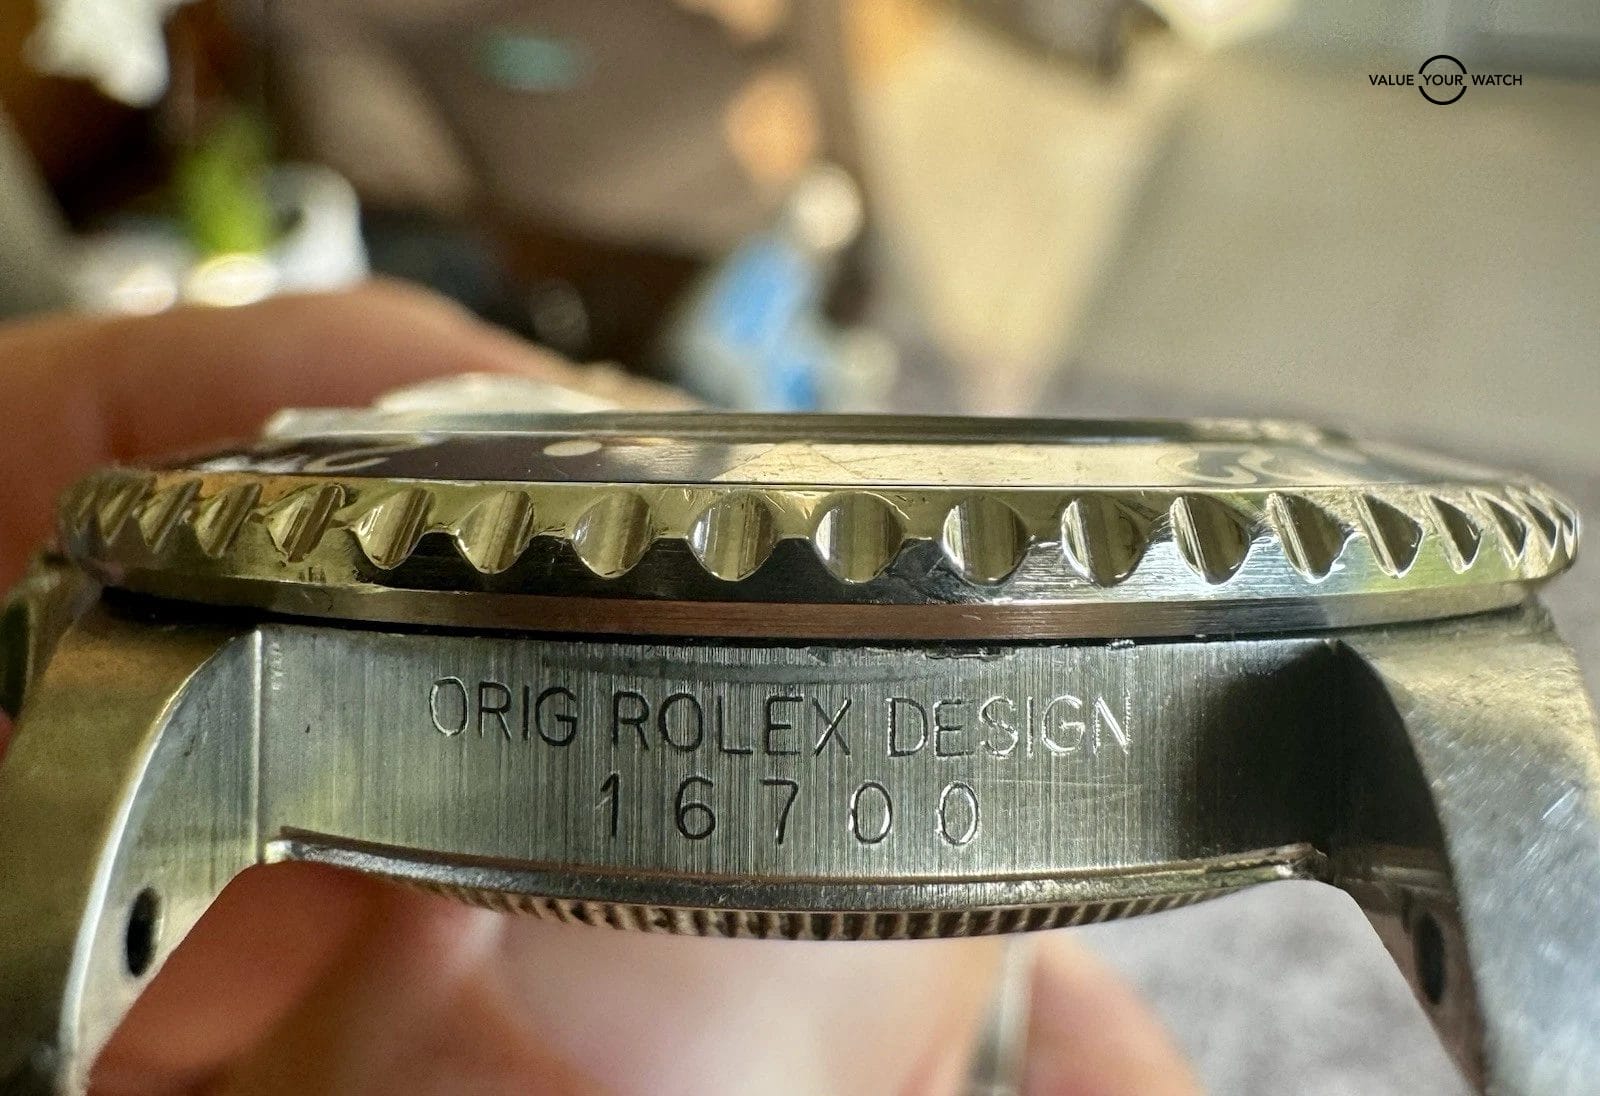 VALUE YOUR WATCH
ORIG ROLEX DESIGN
16700